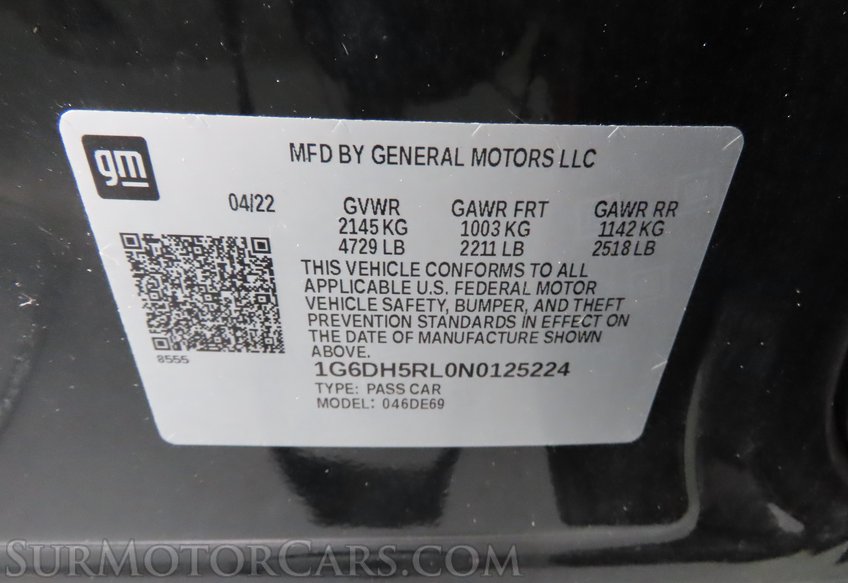 gm
MFD BY GENERAL MOTORS LLC
04/22 GVWR GAWR FRT GAWR RR
2145 KG 1003 KG 1142 KG
4729 LB 2211 LB 2518 LB
THIS VEHICLE CONFORMS TO ALL
APPLICABLE U.S. FEDERAL MOTOR
VEHICLE SAFETY, BUMPER, AND THEFT
PREVENTION STANDARDS IN EFFECT ON
THE DATE OF MANUFACTURE SHOWN
ABOVE.
8555
1G6DH5RL0N0125224
TYPE: PASS CAR
MODEL: 046DE69
SurMotorCars.com